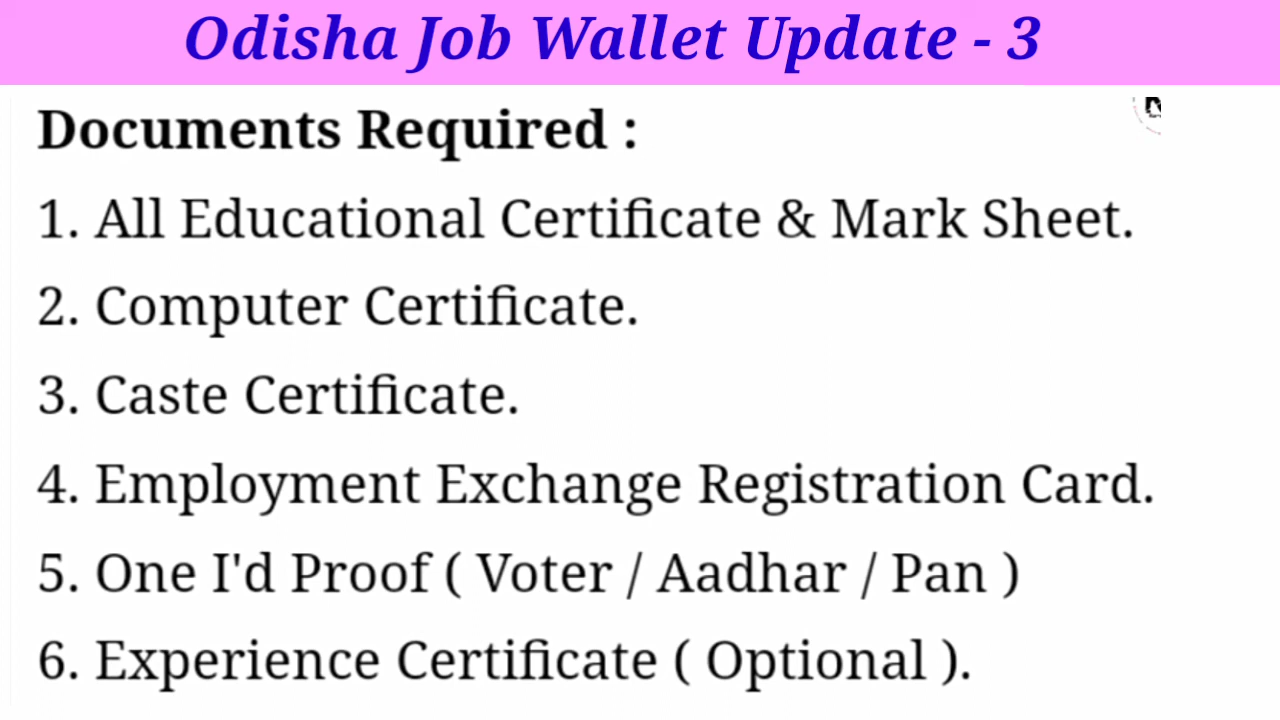 Odisha Job Wallet Update - 3
Documents Required :
1. All Educational Certificate & Mark Sheet.
2. Computer Certificate.
3. Caste Certificate.
4. Employment Exchange Registration Card.
5. One I'd Proof ( Voter / Aadhar / Pan )
6. Experience Certificate ( Optional ).